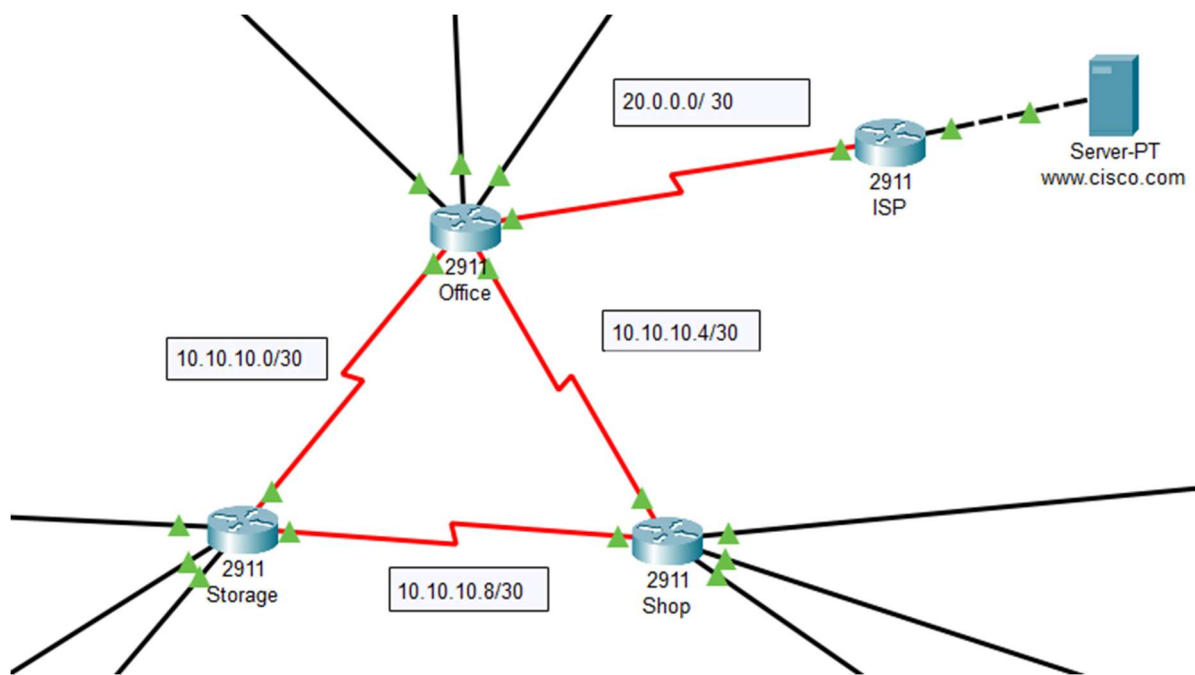 20.0.0.0/ 30
Server-PT
www.cisco.com
2911
ISP
2911
Office
10.10.10.0/30
10.10.10.4/30
2911
Storage
10.10.10.8/30
2911
Shop